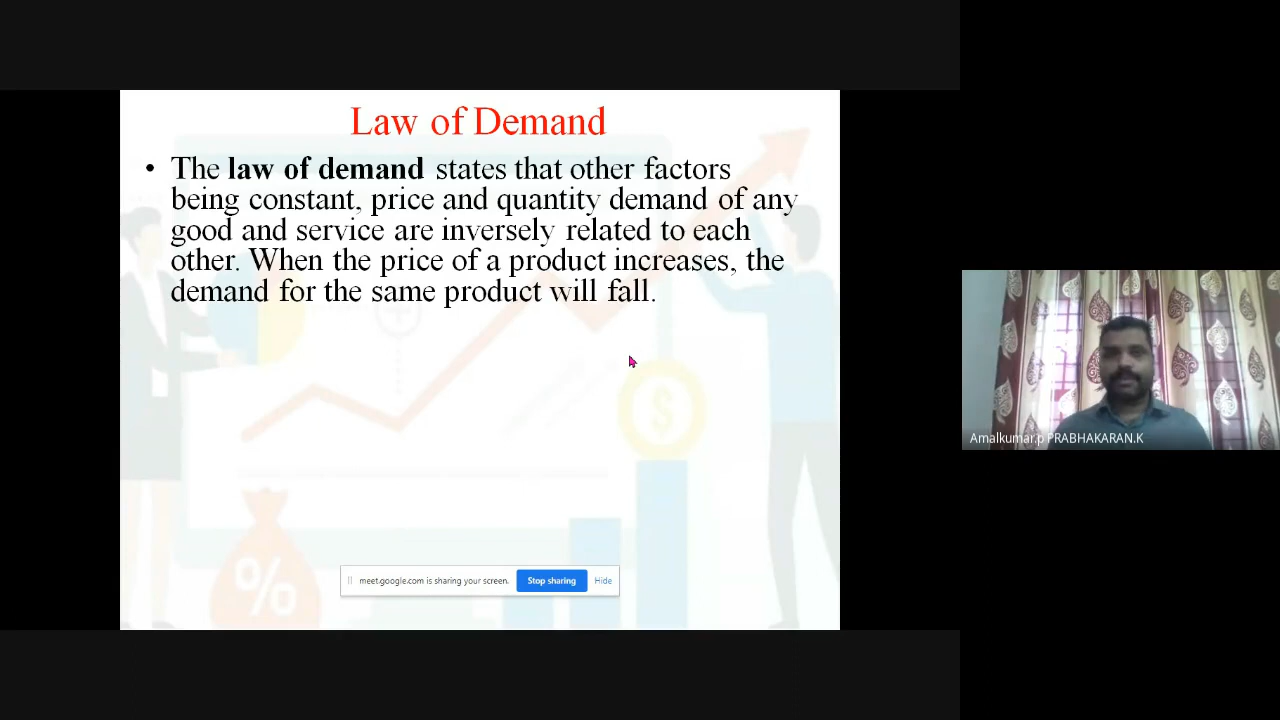 Law of Demand
• The law of demand states that other factors
being constant, price and quantity demand of any
good and service are inversely related to each
other. When the price of a product increases, the
demand for the same product will fall.
$
%
meet.google.com is sharing your screen. Stop sharing Hide
Amalkumar.p PRABHAKARAN.K